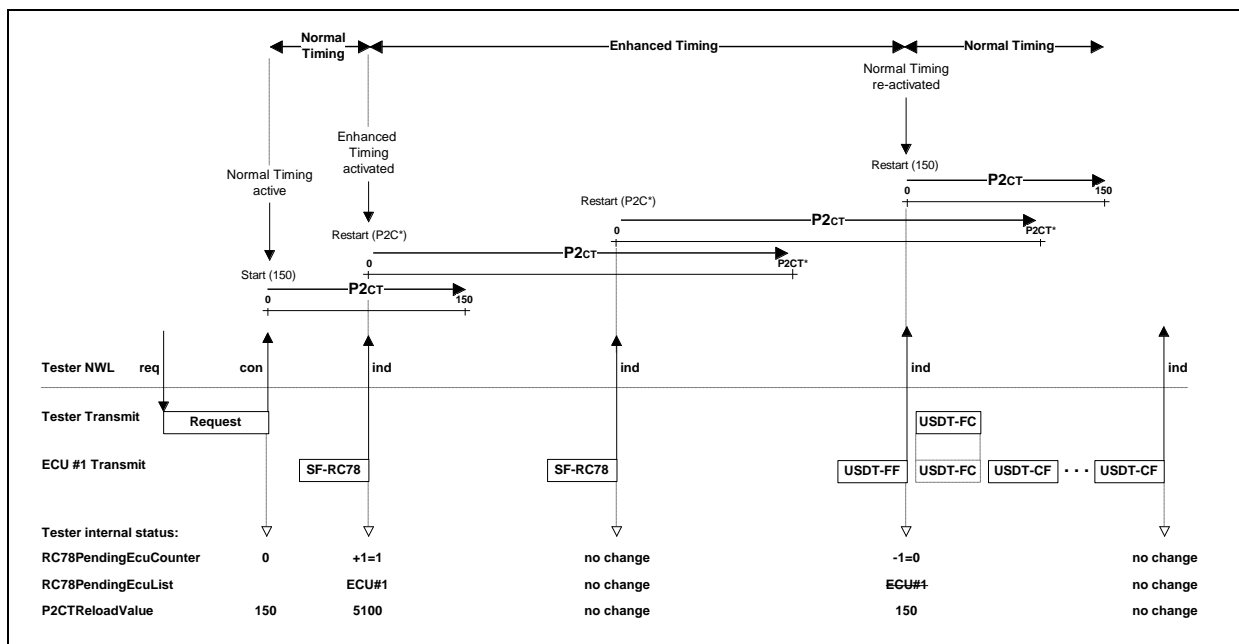 Normal
Timing
Enhanced Timing
Normal Timing
Normal Timing
re-activated
Enhanced
Timing
activated
Restart (150)
Normal Timing
active
P2CT
0 150
Restart (P2C*)
P2CT
0 P2CT*
Restart (P2C*)
P2CT
0 P2CT*
Start (150)
P2CT
0 150
Tester NWL req con ind ind ind ind
Tester Transmit Request USDT-FC
ECU #1 Transmit SF-RC78 SF-RC78 USDT-FF USDT-FC USDT-CF . . . USDT-CF
Tester internal status:
RC78PendingEcuCounter 0 +1=1 no change -1=0 no change
RC78PendingEcuList ECU#1 no change ECU#1 no change
P2CTReloadValue 150 5100 no change 150 no change